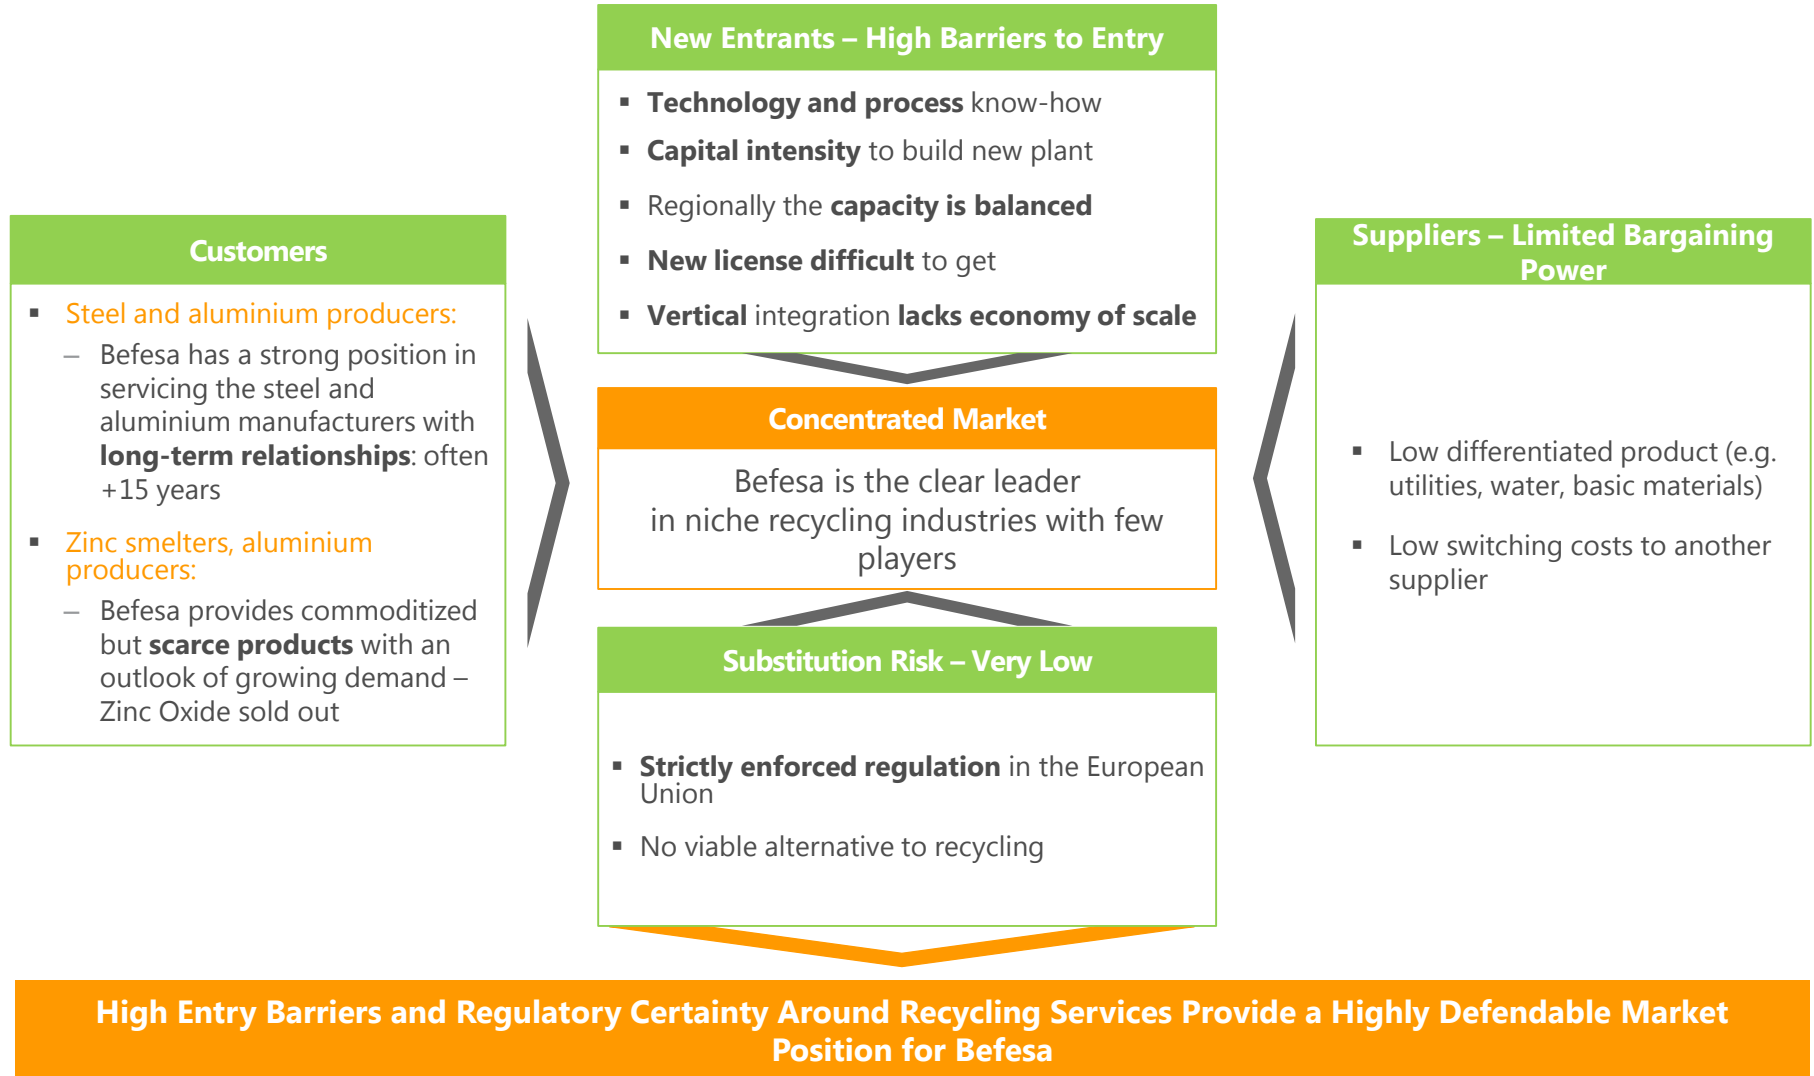 New Entrants – High Barriers to Entry
▪ Technology and process know-how
▪ Capital intensity to build new plant
▪ Regionally the capacity is balanced
▪ New license difficult to get
▪ Vertical integration lacks economy of scale
Customers
▪ Steel and aluminium producers:
– Befesa has a strong position in
servicing the steel and
aluminium manufacturers with
long-term relationships: often
+15 years
▪ Zinc smelters, aluminium
producers:
– Befesa provides commoditized
but scarce products with an
outlook of growing demand –
Zinc Oxide sold out
Concentrated Market
Befesa is the clear leader
in niche recycling industries with few
players
Suppliers – Limited Bargaining
Power
▪ Low differentiated product (e.g.
utilities, water, basic materials)
▪ Low switching costs to another
supplier
Substitution Risk – Very Low
▪ Strictly enforced regulation in the European
Union
▪ No viable alternative to recycling
High Entry Barriers and Regulatory Certainty Around Recycling Services Provide a Highly Defendable Market
Position for Befesa